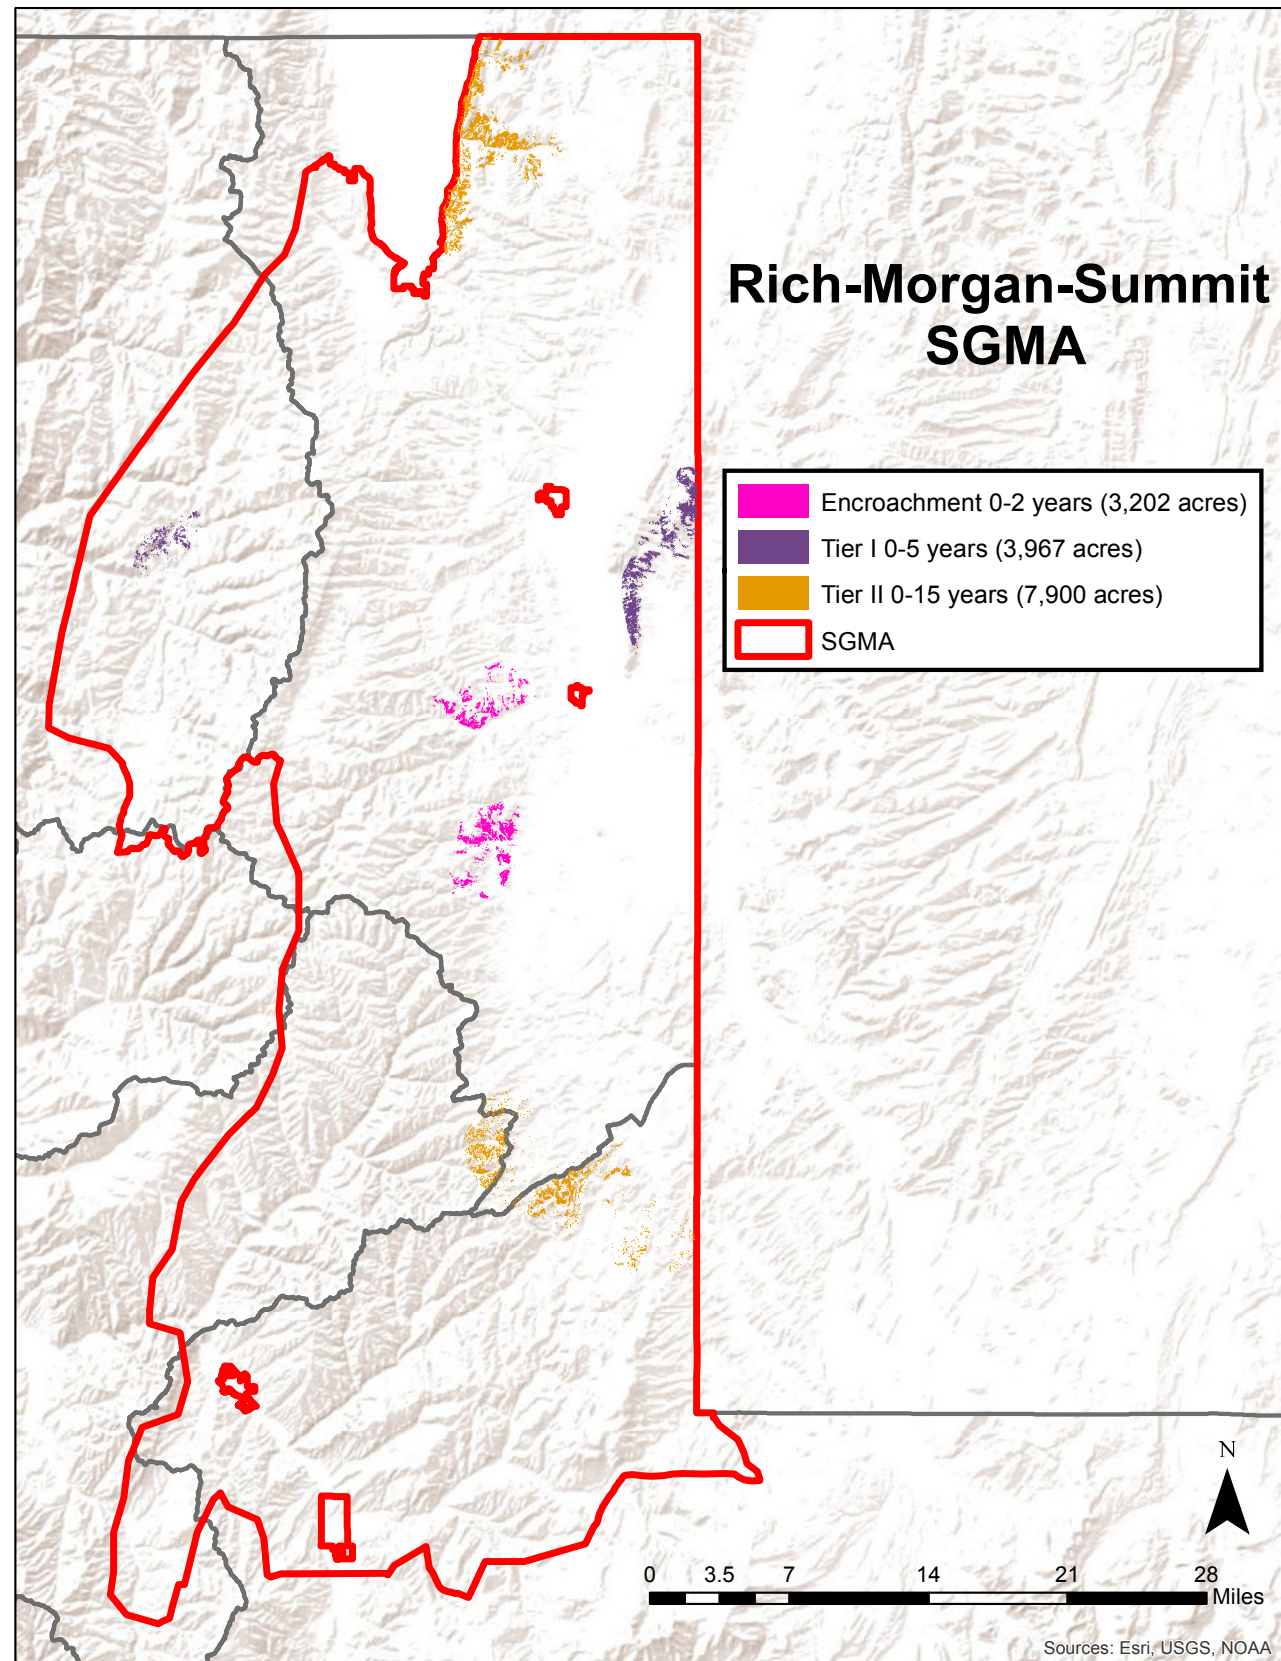 Rich-Morgan-Summit
SGMA
Encroachment 0-2 years (3,202 acres)
Tier I 0-5 years (3,967 acres)
Tier II 0-15 years (7,900 acres)
SGMA
N
0 3.5 7 14 21 28
Miles
Sources: Esri, USGS, NOAA